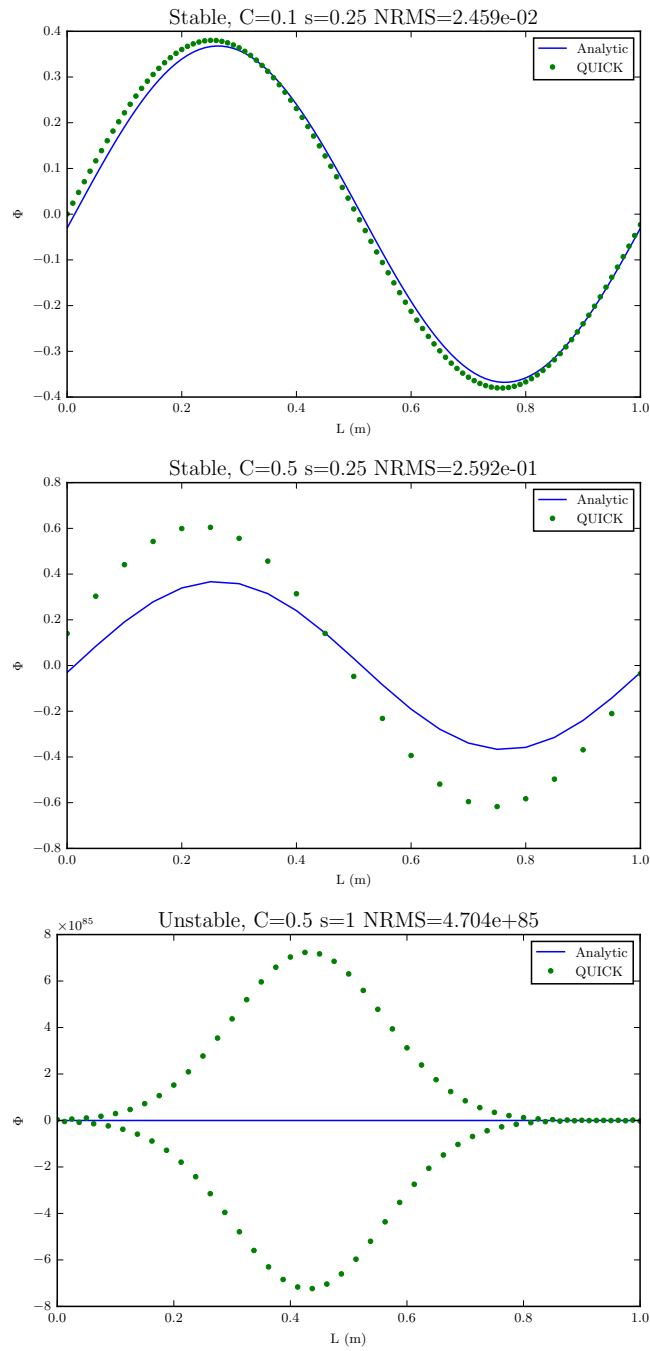 Stable, C=0.1 s=0.25 NRMS=2.459e-02
0.4
0.3
0.2
0.1
0.0
−0.1
−0.2
−0.3
−0.4
Φ
Analytic
QUICK
0.0 0.2 0.4 0.6 0.8 1.0
L (m)
Stable, C=0.5 s=0.25 NRMS=2.592e-01
0.8
0.6
0.4
0.2
0.0
−0.2
−0.4
−0.6
−0.8
Φ
Analytic
QUICK
0.0 0.2 0.4 0.6 0.8 1.0
L (m)
Unstable, C=0.5 s=1 NRMS=4.704e+85
×10⁸⁵
8
6
4
2
0
−2
−4
−6
−8
Φ
Analytic
QUICK
0.0 0.2 0.4 0.6 0.8 1.0
L (m)